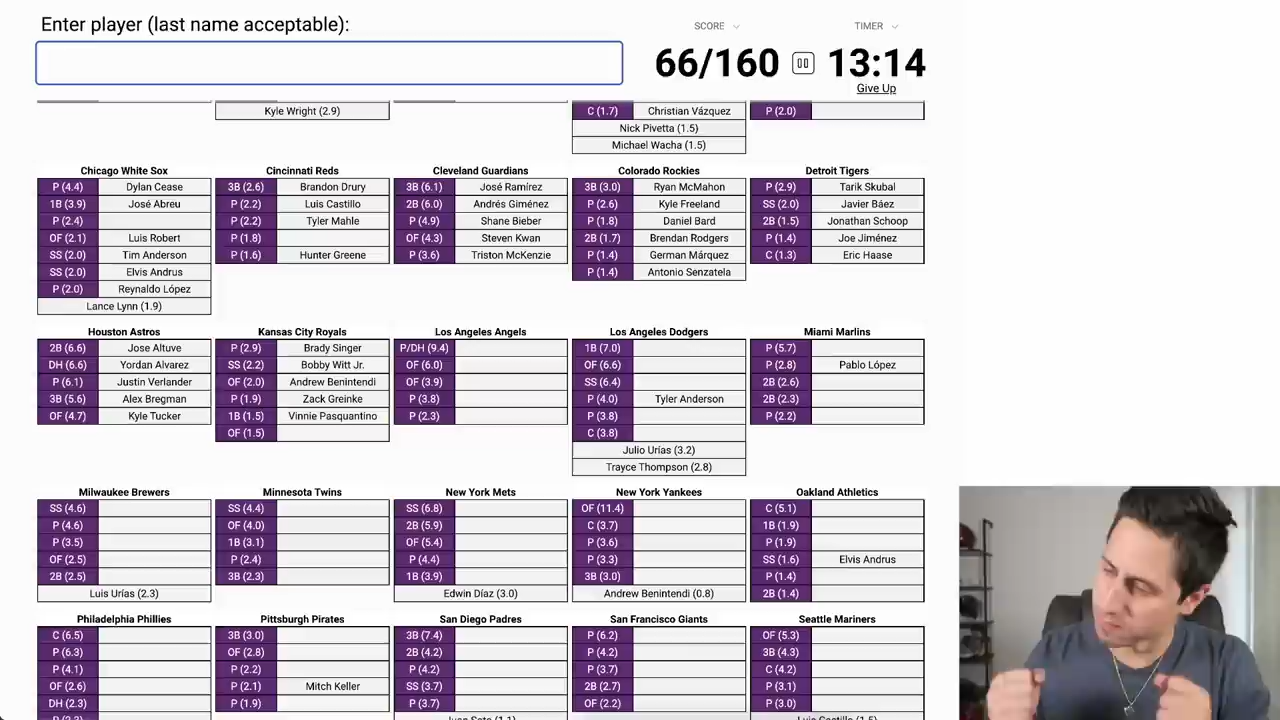 Enter player (last name acceptable):
SCORE
TIMER
66/160
13:14
Give Up
Kyle Wright (2.9)
C (1.7) Christian Vázquez
P (2.0)
Nick Pivetta (1.5)
Michael Wacha (1.5)
Chicago White Sox
P (4.4) Dylan Cease
1B (3.9) José Abreu
P (2.4)
OF (2.1) Luis Robert
SS (2.0) Tim Anderson
SS (2.0) Elvis Andrus
P (2.0) Reynaldo López
Lance Lynn (1.9)
Cincinnati Reds
3B (2.6) Brandon Drury
P (2.2) Luis Castillo
P (2.2) Tyler Mahle
P (1.8)
P (1.6) Hunter Greene
Cleveland Guardians
3B (6.1) José Ramírez
2B (6.0) Andrés Giménez
P (4.9) Shane Bieber
OF (4.3) Steven Kwan
P (3.6) Triston McKenzie
Colorado Rockies
3B (3.0) Ryan McMahon
P (2.6) Kyle Freeland
P (1.8) Daniel Bard
2B (1.7) Brendan Rodgers
P (1.4) German Márquez
P (1.4) Antonio Senzatela
Detroit Tigers
P (2.9) Tarik Skubal
SS (2.0) Javier Báez
2B (1.5) Jonathan Schoop
P (1.4) Joe Jiménez
C (1.3) Eric Haase
Houston Astros
2B (6.6) Jose Altuve
DH (6.6) Yordan Alvarez
P (6.1) Justin Verlander
3B (5.6) Alex Bregman
OF (4.7) Kyle Tucker
Kansas City Royals
P (2.9) Brady Singer
SS (2.2) Bobby Witt Jr.
OF (2.0) Andrew Benintendi
P (1.9) Zack Greinke
1B (1.5) Vinnie Pasquantino
OF (1.5)
Los Angeles Angels
P/DH (9.4)
OF (6.0)
OF (3.9)
P (3.8)
P (2.3)
Los Angeles Dodgers
1B (7.0)
OF (6.6)
SS (6.4)
P (4.0) Tyler Anderson
P (3.8)
C (3.8)
Julio Urías (3.2)
Trayce Thompson (2.8)
Miami Marlins
P (5.7)
P (2.8) Pablo López
2B (2.6)
2B (2.3)
P (2.2)
Milwaukee Brewers
SS (4.6)
P (4.6)
P (3.5)
OF (2.5)
2B (2.5)
Luis Urías (2.3)
Minnesota Twins
SS (4.4)
OF (4.0)
1B (3.1)
P (2.4)
3B (2.3)
New York Mets
SS (6.8)
2B (5.9)
OF (5.4)
P (4.4)
1B (3.9)
Edwin Díaz (3.0)
New York Yankees
OF (11.4)
C (3.7)
P (3.6)
P (3.3)
3B (3.0)
Andrew Benintendi (0.8)
Oakland Athletics
C (5.1)
1B (1.9)
P (1.9)
SS (1.6) Elvis Andrus
P (1.4)
2B (1.4)
Philadelphia Phillies
C (6.5)
P (6.3)
P (4.1)
OF (2.6)
DH (2.3)
Pittsburgh Pirates
3B (3.0)
OF (2.8)
P (2.2)
P (2.1) Mitch Keller
P (1.9)
San Diego Padres
3B (7.4)
2B (4.2)
P (4.2)
SS (3.7)
P (3.7)
Juan Soto (1.1)
San Francisco Giants
P (6.2)
P (4.2)
P (3.7)
2B (2.7)
OF (2.2)
Seattle Mariners
OF (5.3)
3B (4.3)
C (4.2)
P (3.1)
P (3.0)
Luis Castillo (1.5)